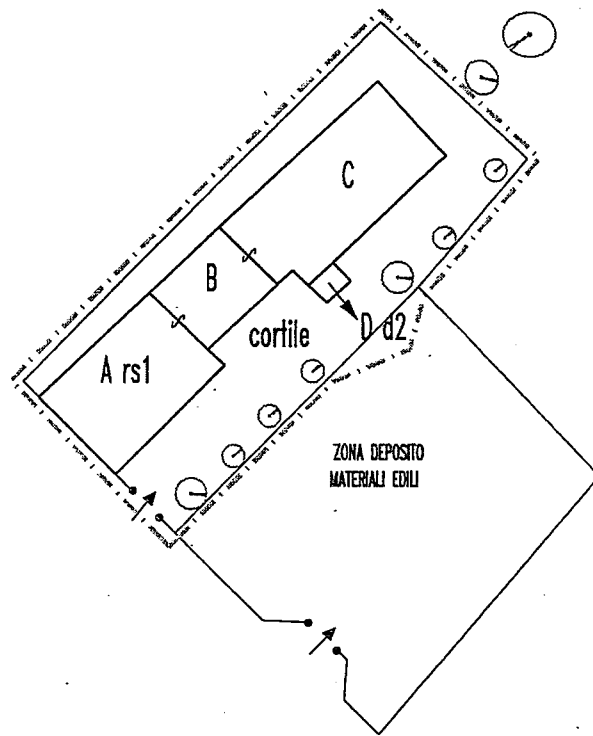 C
B
cortile
D d2
A rs1
ZONA DEPOSITO
MATERIALI EDILI